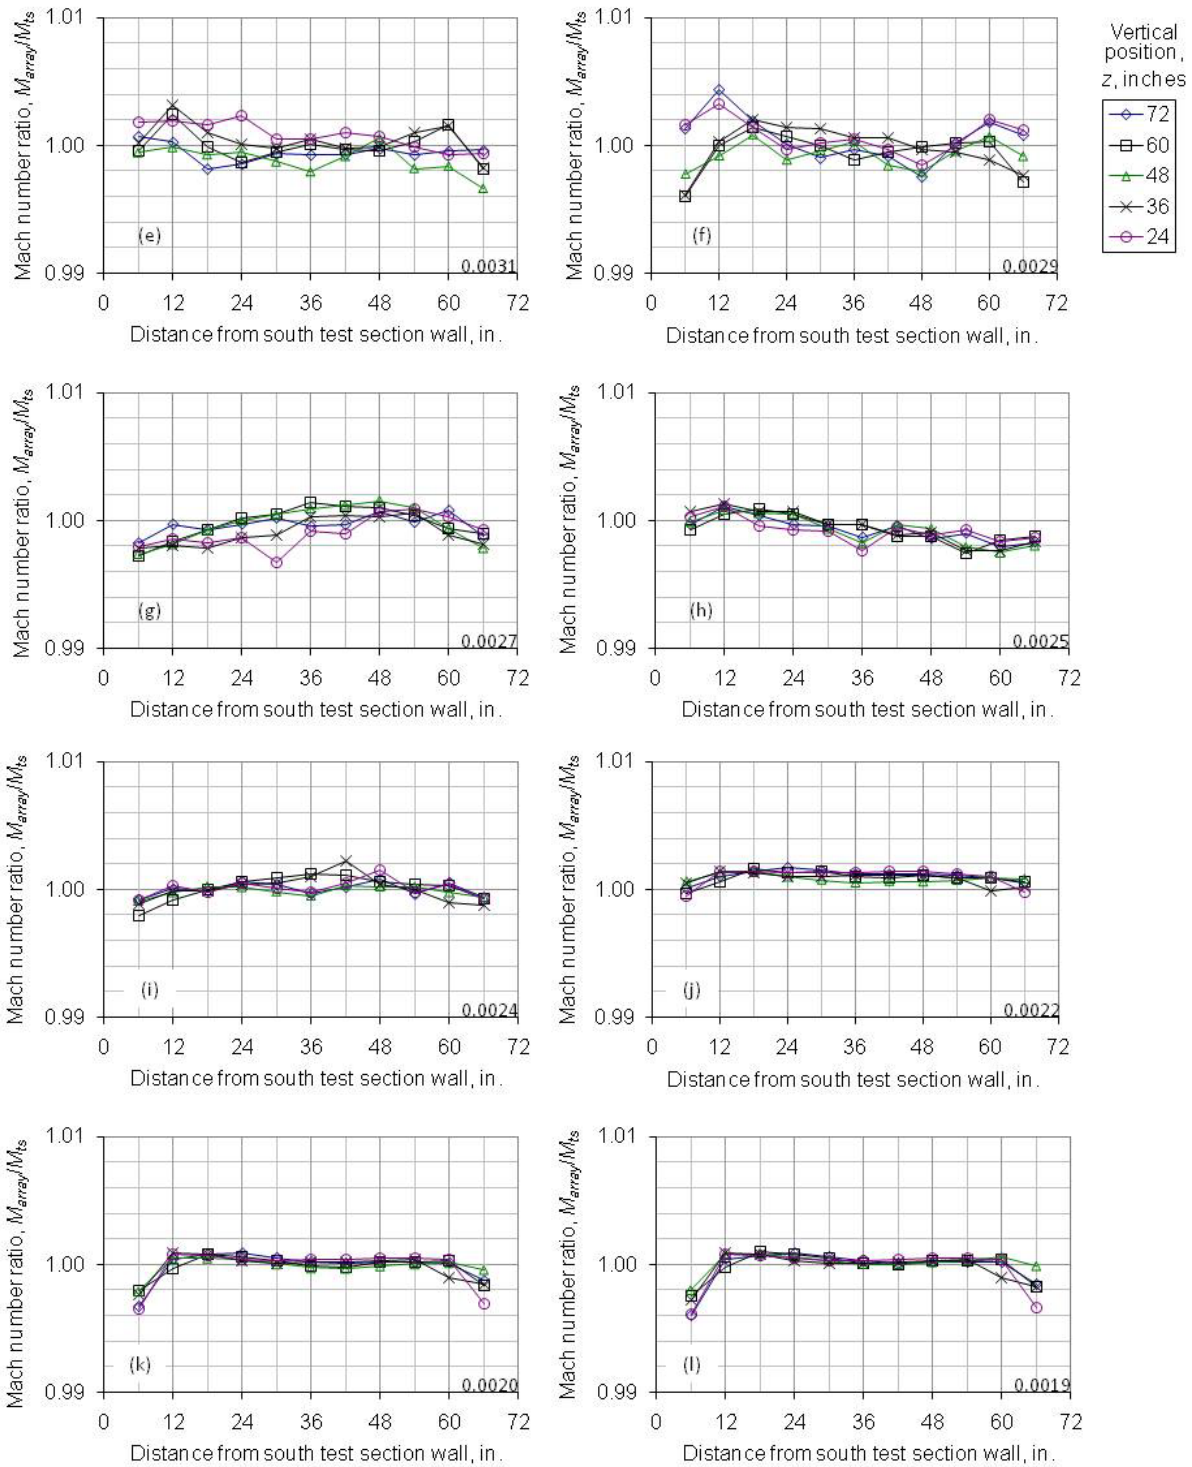 1.01
1.00
0.99
Mach number ratio, Marray/Mts
(e)
0.0031
0 12 24 36 48 60 72
Distance from south test section wall, in.
1.01
1.00
0.99
Mach number ratio, Marray/Mts
(f)
0.0029
0 12 24 36 48 60 72
Distance from south test section wall, in.
Vertical
position,
z, inches
72
60
48
36
24
1.01
1.00
0.99
Mach number ratio, Marray/Mts
(g)
0.0027
0 12 24 36 48 60 72
Distance from south test section wall, in.
1.01
1.00
0.99
Mach number ratio, Marray/Mts
(h)
0.0025
0 12 24 36 48 60 72
Distance from south test section wall, in.
1.01
1.00
0.99
Mach number ratio, Marray/Mts
(i)
0.0024
0 12 24 36 48 60 72
Distance from south test section wall, in.
1.01
1.00
0.99
Mach number ratio, Marray/Mts
(j)
0.0022
0 12 24 36 48 60 72
Distance from south test section wall, in.
1.01
1.00
0.99
Mach number ratio, Marray/Mts
(k)
0.0020
0 12 24 36 48 60 72
Distance from south test section wall, in.
1.01
1.00
0.99
Mach number ratio, Marray/Mts
(l)
0.0019
0 12 24 36 48 60 72
Distance from south test section wall, in.